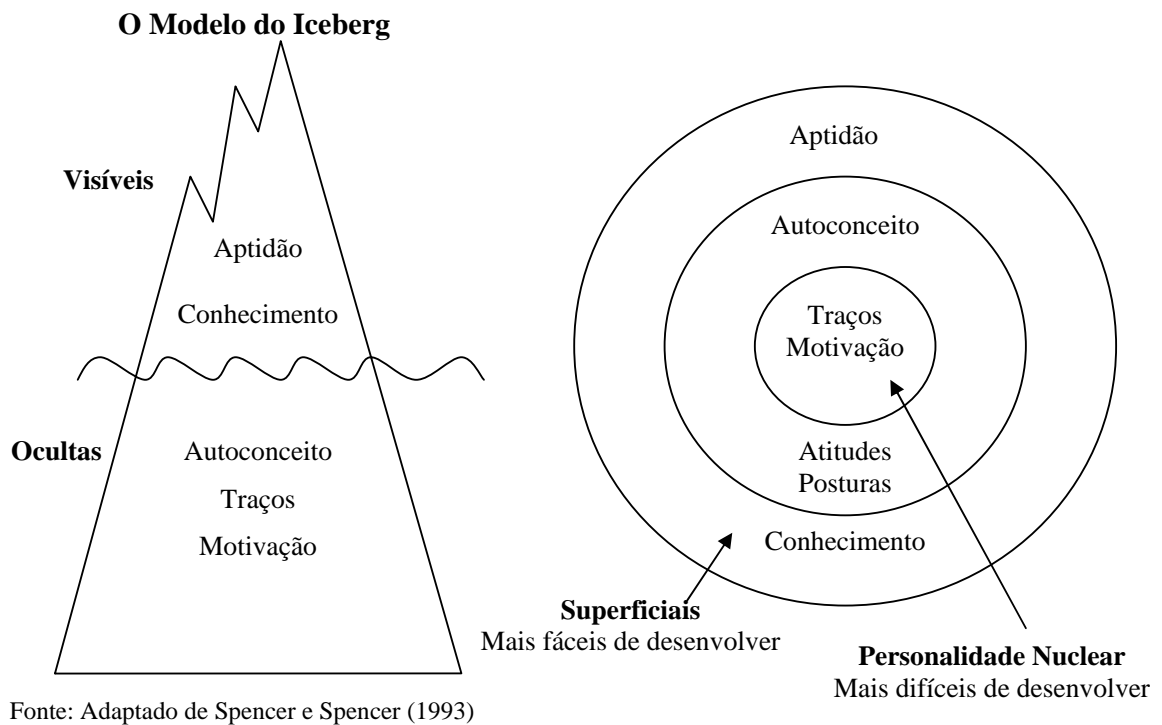 O Modelo do Iceberg
Visíveis
Aptidão
Conhecimento
Ocultas
Autoconceito
Traços
Motivação
Aptidão
Autoconceito
Traços
Motivação
Atitudes
Posturas
Conhecimento
Superficiais
Mais fáceis de desenvolver
Personalidade Nuclear
Mais difíceis de desenvolver
Fonte: Adaptado de Spencer e Spencer (1993)